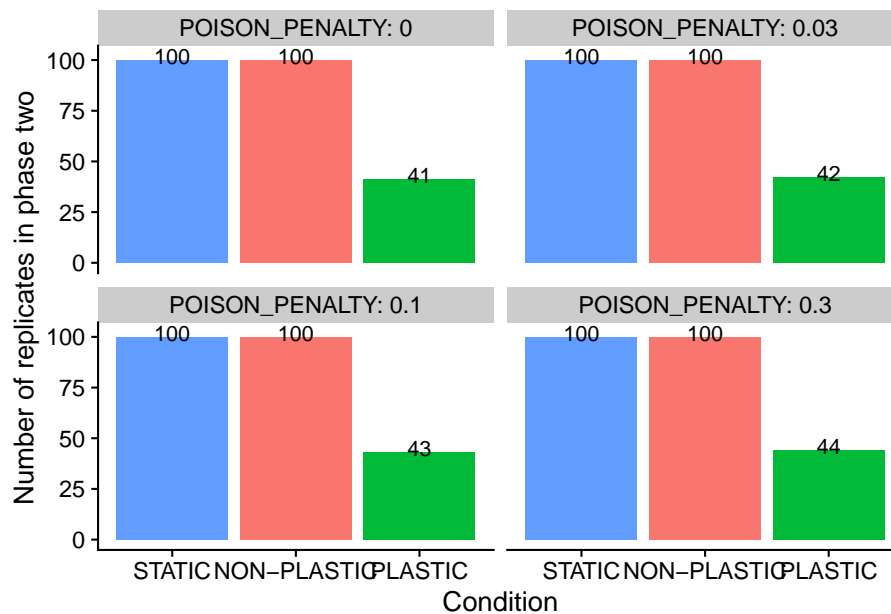 POISON_PENALTY: 0
POISON_PENALTY: 0.03
100
75
50
25
0
100
100
41
100
100
42
POISON_PENALTY: 0.1
POISON_PENALTY: 0.3
100
75
50
25
0
100
100
43
100
100
44
STATIC NON−PLASTIC PLASTIC
STATIC NON−PLASTIC PLASTIC
Condition
Number of replicates in phase two